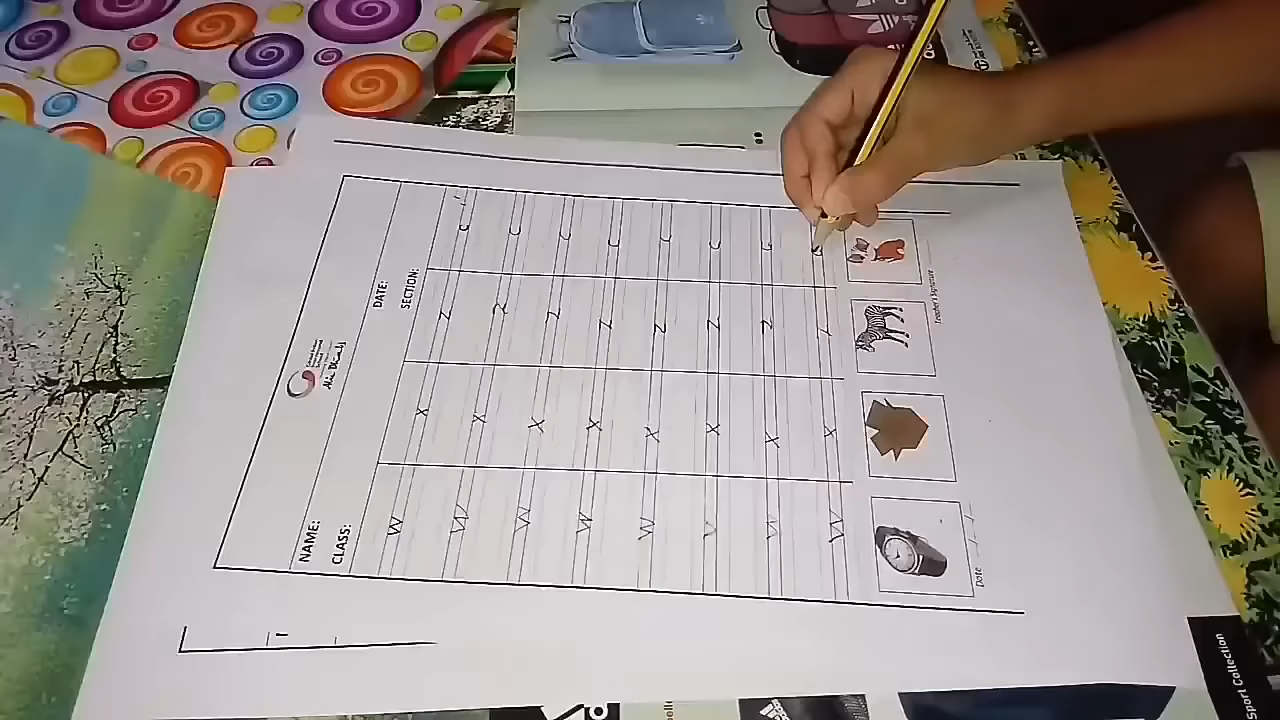 NAME: DATE:
CLASS: SECTION:
w x z c
w x z c
w x z c
w x z c
w x z c
w x z c
w x z c
w x z c
Date Teacher's Signature
Sport Collection